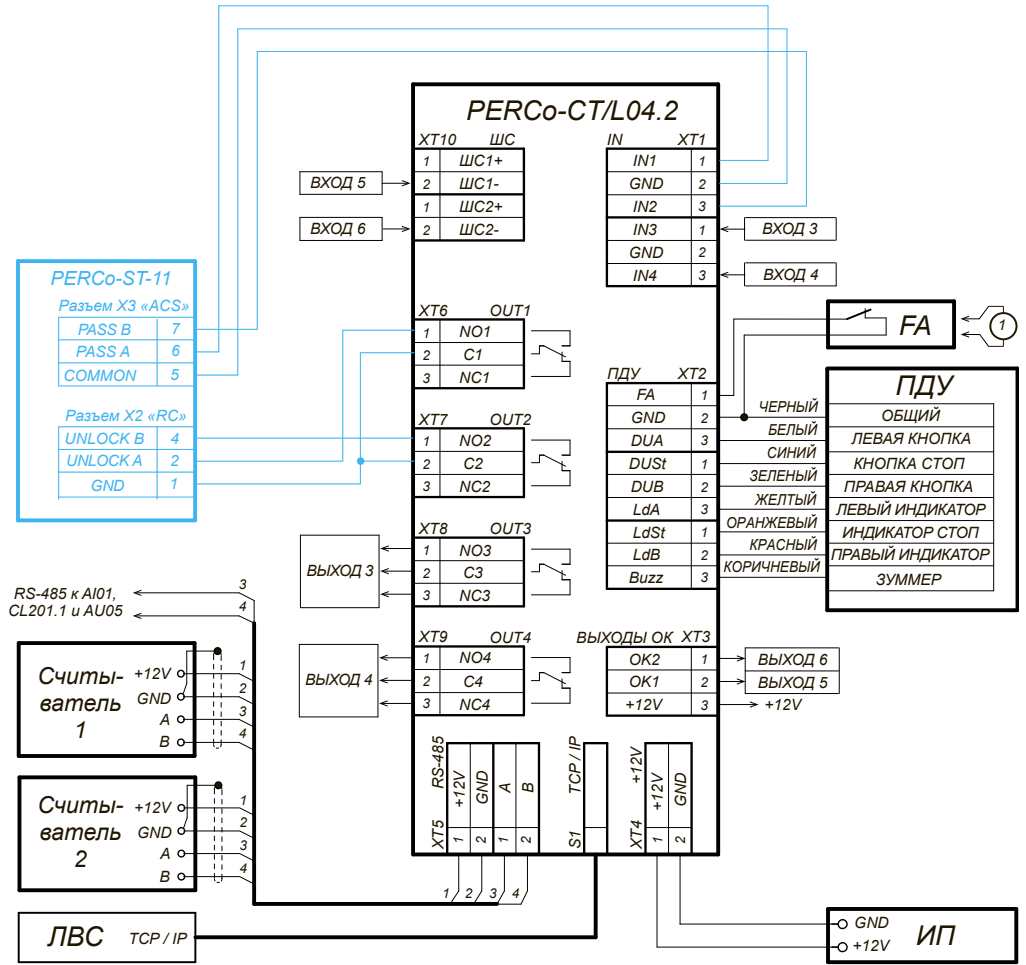 PERCo-CT/L04.2
XT10 ШС
1 ШС1+
2 ШС1-
1 ШС2+
2 ШС2-
ВХОД 5
ВХОД 6
IN XT1
IN1 1
GND 2
IN2 3
IN3 1
GND 2
IN4 3
ВХОД 3
ВХОД 4
PERCo-ST-11
Разъем X3 «ACS»
PASS B 7
PASS A 6
COMMON 5
Разъем X2 «RC»
UNLOCK B 4
UNLOCK A 2
GND 1
XT6 OUT1
1 NO1
2 C1
3 NC1
XT7 OUT2
1 NO2
2 C2
3 NC2
XT8 OUT3
1 NO3
2 C3
3 NC3
ВЫХОД 3
XT9 OUT4
1 NO4
2 C4
3 NC4
ВЫХОД 4
FA
1
ПДУ XT2
FA 1
GND 2
DUA 3
DUSt 1
DUB 2
LdA 3
LdSt 1
LdB 2
Buzz 3
ЧЕРНЫЙ
БЕЛЫЙ
СИНИЙ
ЗЕЛЕНЫЙ
ЖЕЛТЫЙ
ОРАНЖЕВЫЙ
КРАСНЫЙ
КОРИЧНЕВЫЙ
ПДУ
ОБЩИЙ
ЛЕВАЯ КНОПКА
КНОПКА СТОП
ПРАВАЯ КНОПКА
ЛЕВЫЙ ИНДИКАТОР
ИНДИКАТОР СТОП
ПРАВЫЙ ИНДИКАТОР
ЗУММЕР
ВЫХОДЫ ОК XT3
OK2 1
OK1 2
+12V 3
ВЫХОД 6
ВЫХОД 5
+12V
RS-485 к AI01,
CL201.1 и AU05
3
4
Считы-
ватель
1
+12V
GND
A
B
1
2
3
4
Считы-
ватель
2
+12V
GND
A
B
1
2
3
4
XT5 RS-485
1 +12V
2 GND
1 A
2 B
1 2 3 4
S1 TCP / IP
XT4 +12V
1 +12V
2 GND
ЛВС TCP / IP
GND
+12V
ИП